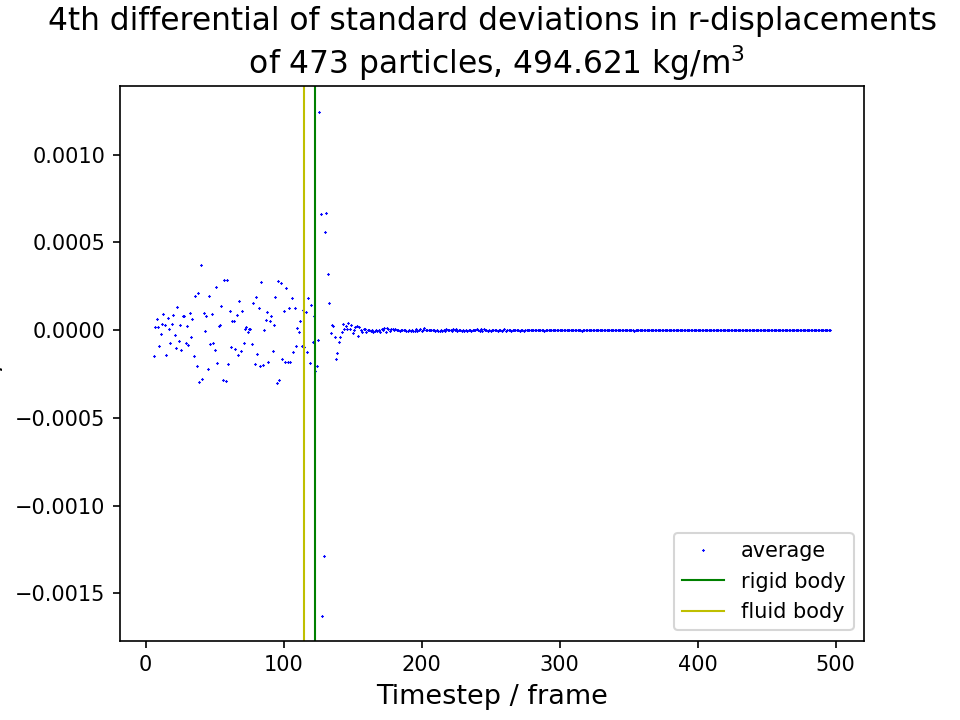 4th differential of standard deviations in r-displacements
of 473 particles, 494.621 kg/m³
0.0010
0.0005
0.0000
−0.0005
−0.0010
−0.0015
average
rigid body
fluid body
0 100 200 300 400 500
Timestep / frame